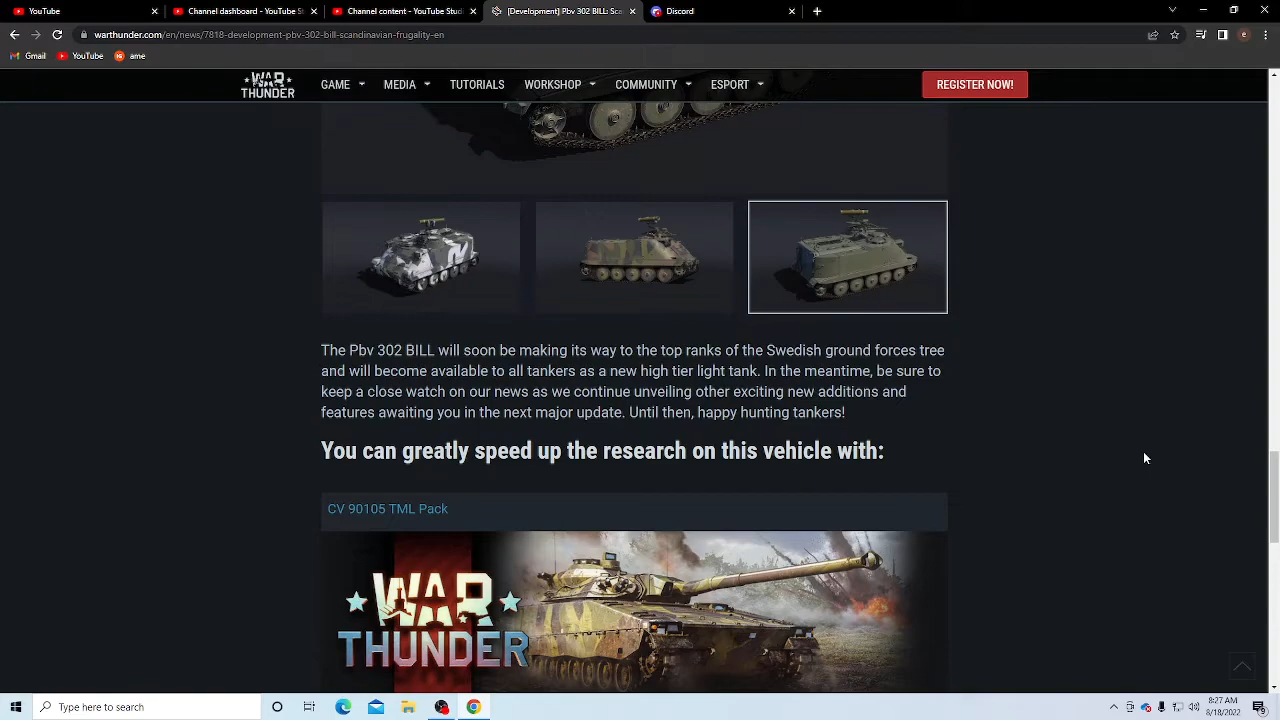 YouTube
Channel dashboard - YouTube St
Channel content - YouTube Studi
[Development] Pbv 302 BILL: Sca
Discord
warthunder.com/en/news/7818-development-pbv-302-bill-scandinavian-frugality-en
Gmail
YouTube
ame
WAR THUNDER
GAME
MEDIA
TUTORIALS
WORKSHOP
COMMUNITY
ESPORT
REGISTER NOW!
The Pbv 302 BILL will soon be making its way to the top ranks of the Swedish ground forces tree
and will become available to all tankers as a new high tier light tank. In the meantime, be sure to
keep a close watch on our news as we continue unveiling other exciting new additions and
features awaiting you in the next major update. Until then, happy hunting tankers!
You can greatly speed up the research on this vehicle with:
CV 90105 TML Pack
WAR
THUNDER
Type here to search
8:27 AM
8/18/2022